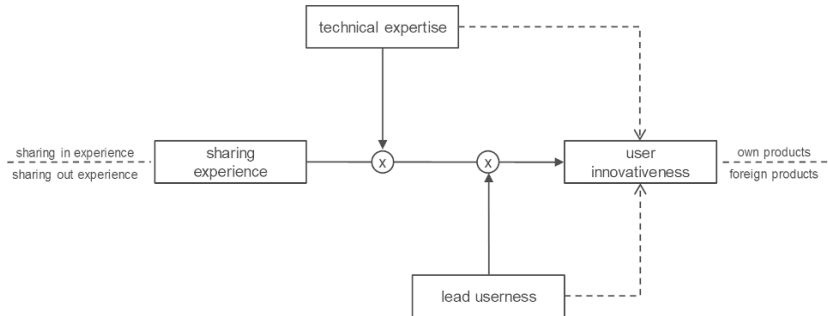 technical expertise
sharing in experience
sharing out experience
sharing
experience
x
x
user
innovativeness
own products
foreign products
lead userness